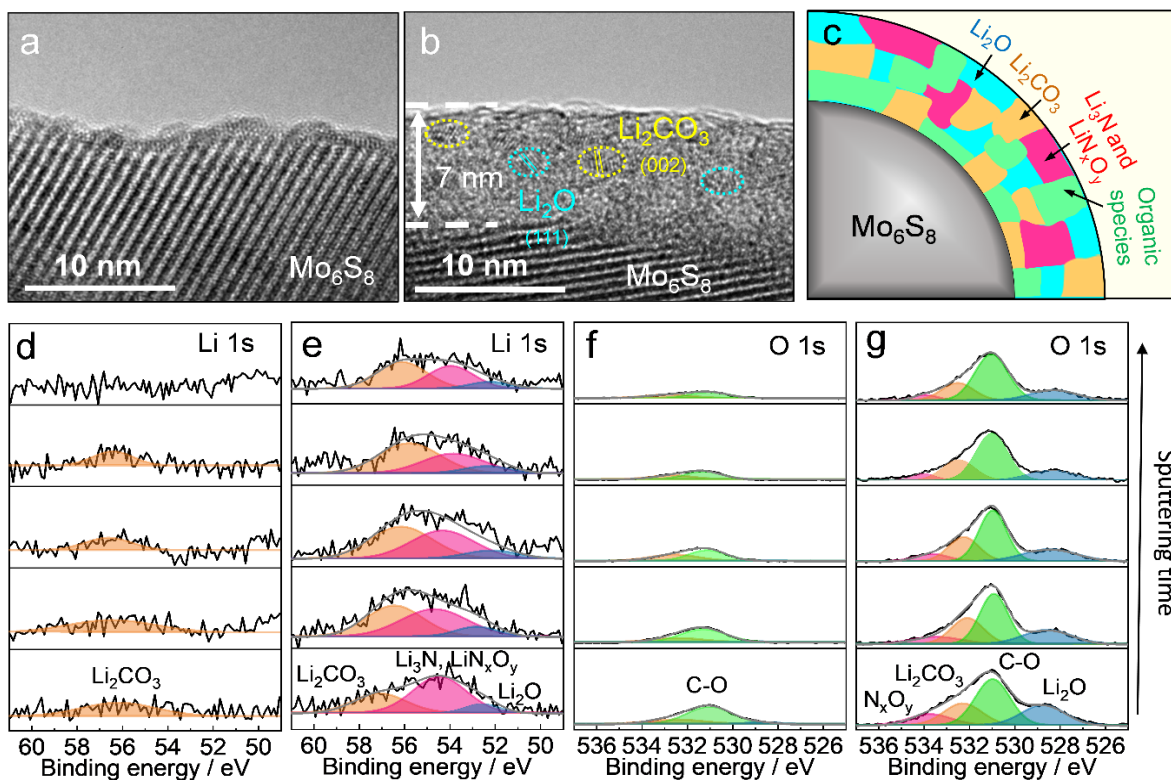 a
10 nm
Mo₆S₈
b
7 nm
Li₂CO₃
(002)
Li₂O
(111)
10 nm
Mo₆S₈
c
Li₂O
Li₂CO₃
Li₃N and
LiNₓOᵧ
Organic
species
Mo₆S₈
d
Li 1s
Li₂CO₃
60 58 56 54 52 50
Binding energy / eV
e
Li 1s
Li₂CO₃
Li₃N, LiNₓOᵧ
Li₂O
60 58 56 54 52 50
Binding energy / eV
f
O 1s
C-O
536 534 532 530 528 526
Binding energy / eV
g
O 1s
NₓOᵧ
Li₂CO₃
C-O
Li₂O
536 534 532 530 528 526
Binding energy / eV
Sputtering time